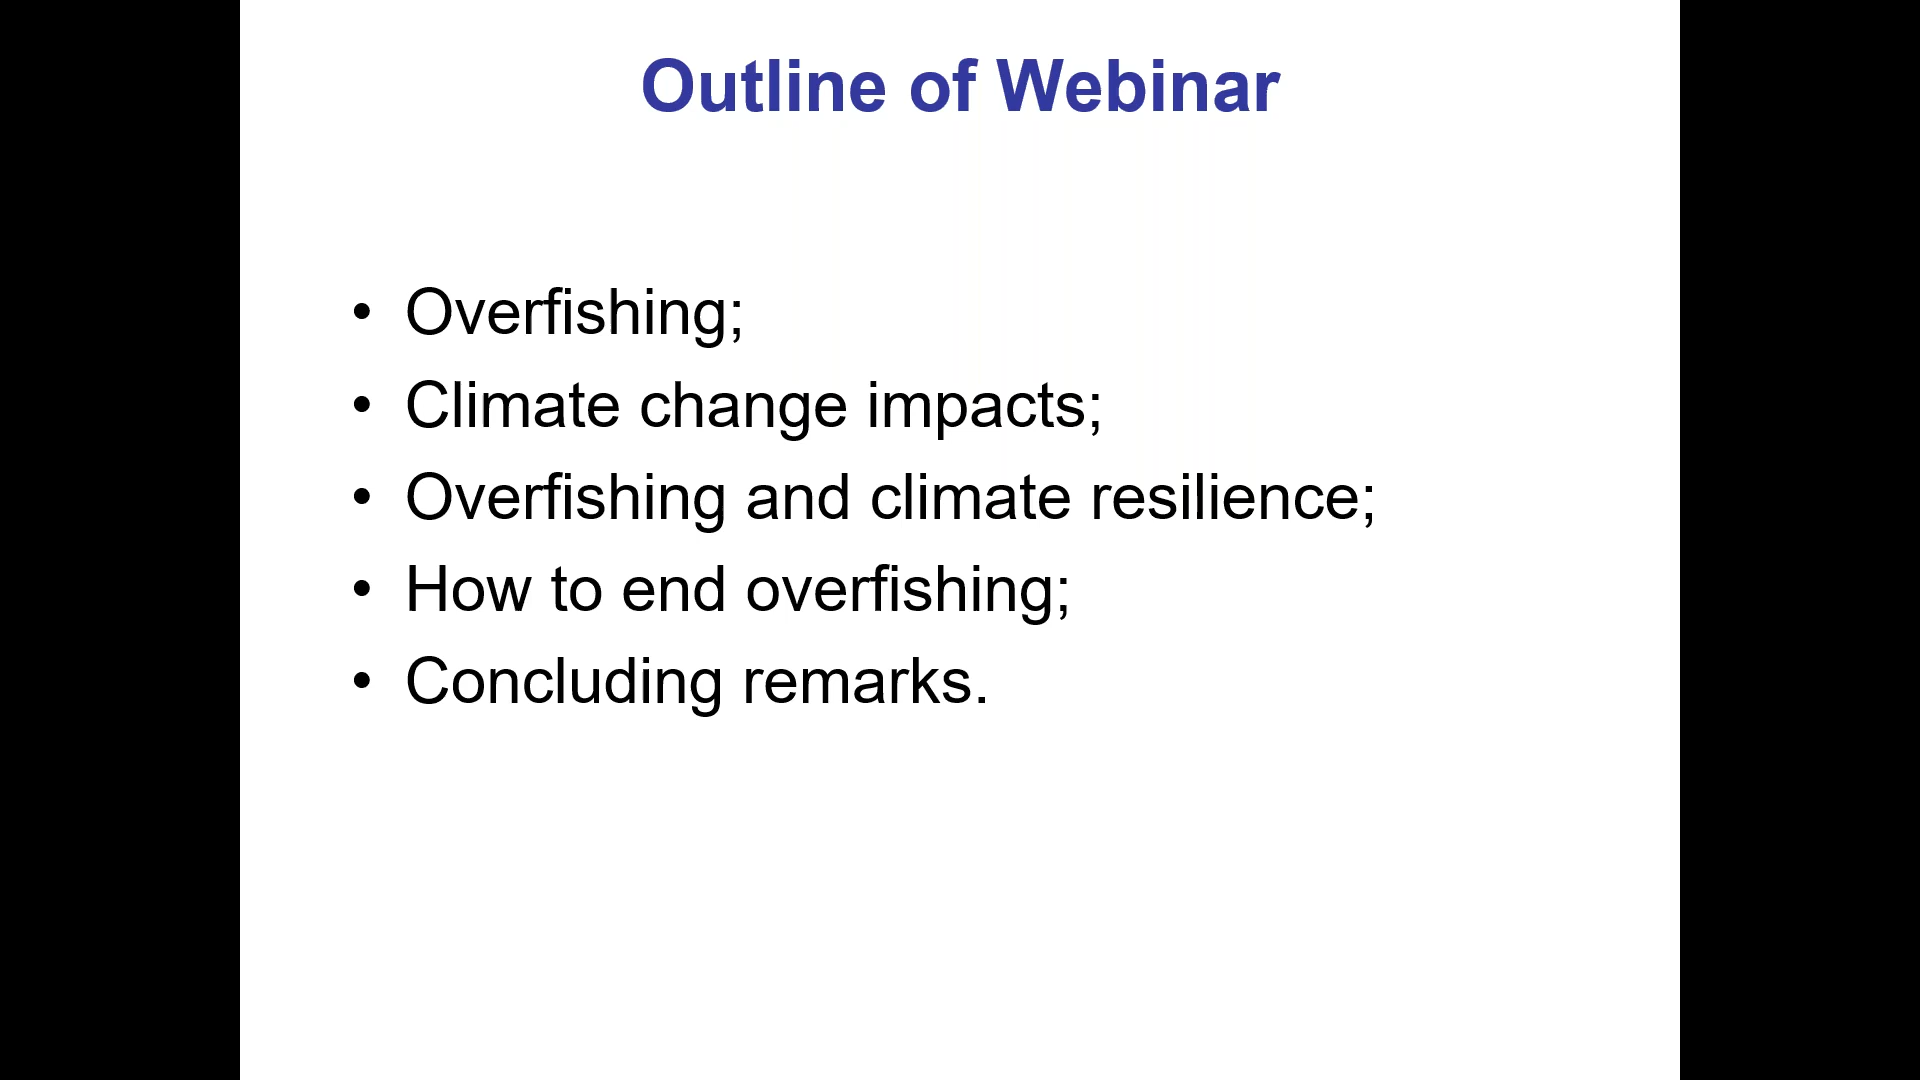 Outline of Webinar
• Overfishing;
• Climate change impacts;
• Overfishing and climate resilience;
• How to end overfishing;
• Concluding remarks.